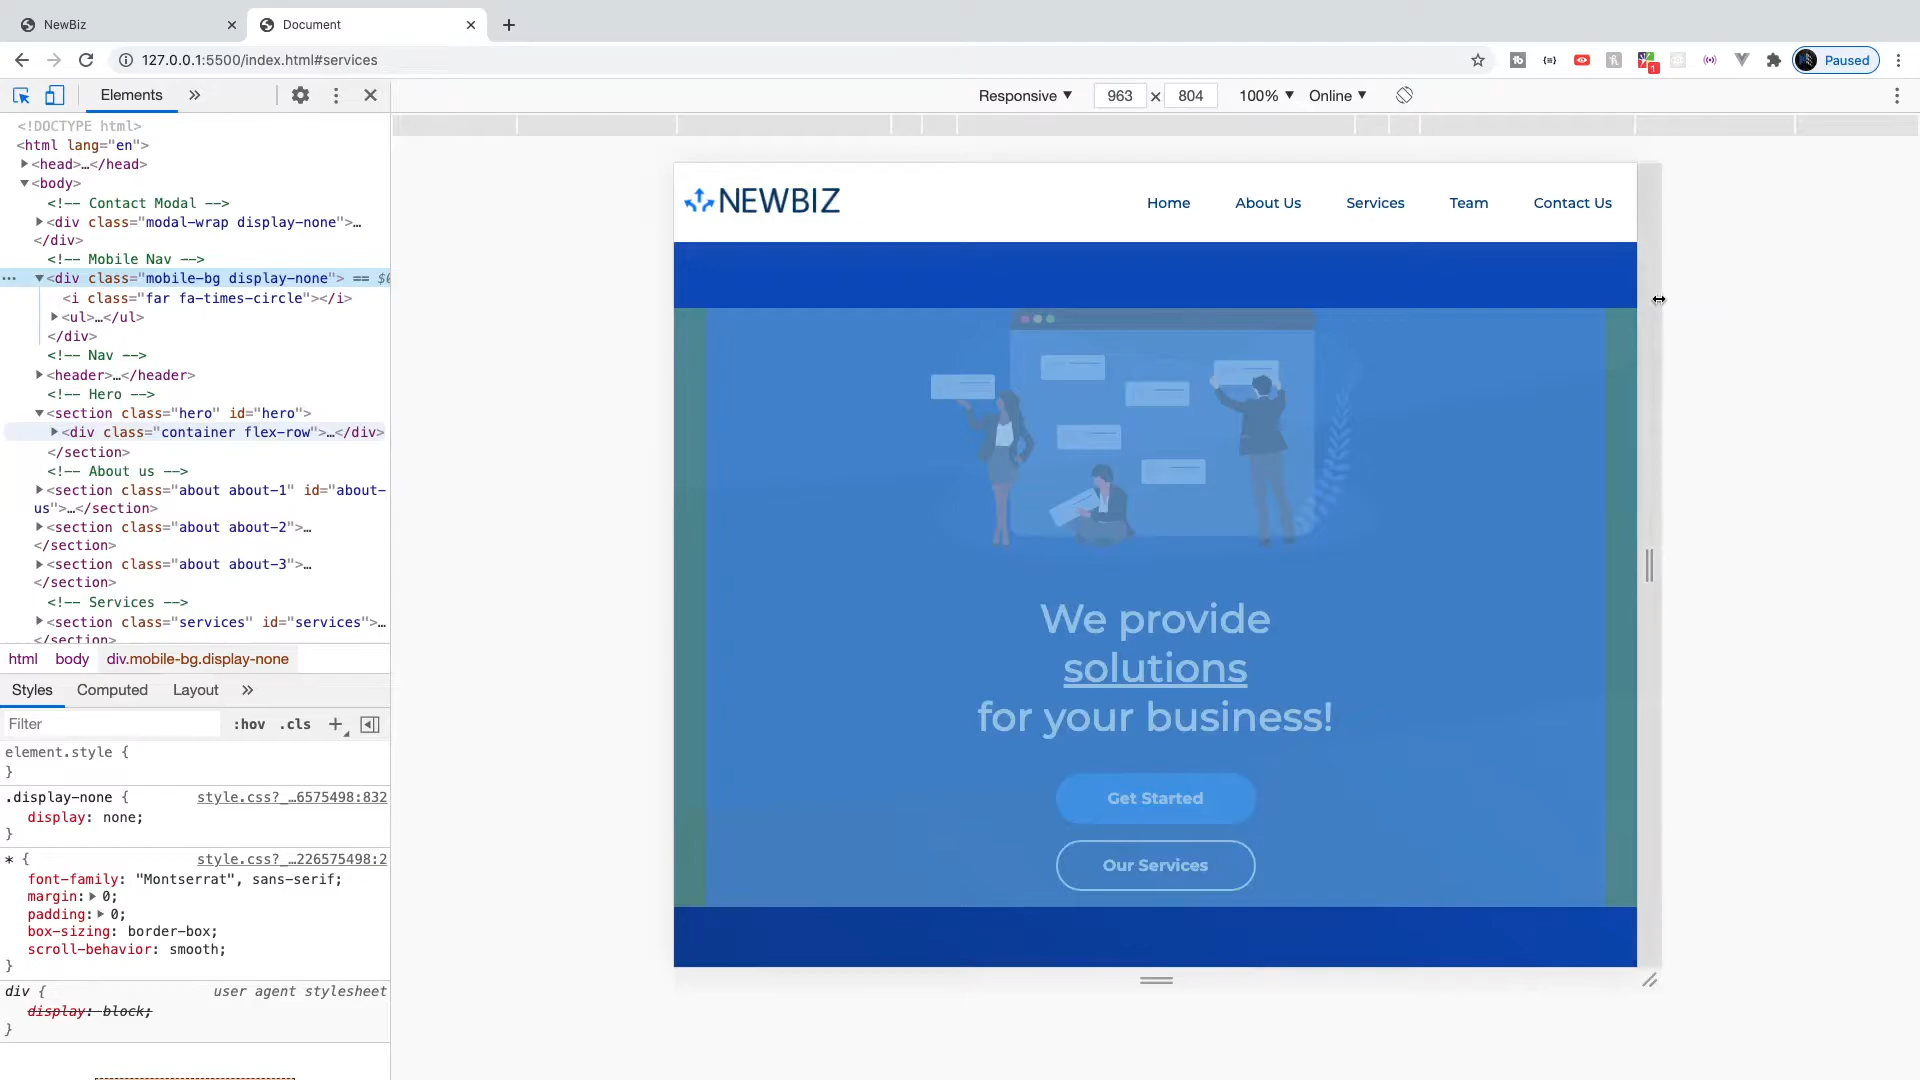 NewBiz
Document
127.0.0.1:5500/index.html#services
1
Paused
Elements
Responsive
963 × 804
100%
Online
<!DOCTYPE html>
<html lang="en">
<head>…</head>
<body>
<!-- Contact Modal -->
<div class="modal-wrap display-none">…
</div>
<!-- Mobile Nav -->
<div class="mobile-bg display-none"> == $0
<i class="far fa-times-circle"></i>
<ul>…</ul>
</div>
<!-- Nav -->
<header>…</header>
<!-- Hero -->
<section class="hero" id="hero">
<div class="container flex-row">…</div>
</section>
<!-- About us -->
<section class="about about-1" id="about-
us">…</section>
<section class="about about-2">…
</section>
<section class="about about-3">…
</section>
<!-- Services -->
<section class="services" id="services">…
</section>
html body div.mobile-bg.display-none
Styles Computed Layout
Filter :hov .cls
element.style {
}
.display-none { style.css?_…6575498:832
display: none;
}
* { style.css?_…226575498:2
font-family: "Montserrat", sans-serif;
margin: 0;
padding: 0;
box-sizing: border-box;
scroll-behavior: smooth;
}
div { user agent stylesheet
display: block;
}
NEWBIZ
Home About Us Services Team Contact Us
We provide
solutions
for your business!
Get Started
Our Services